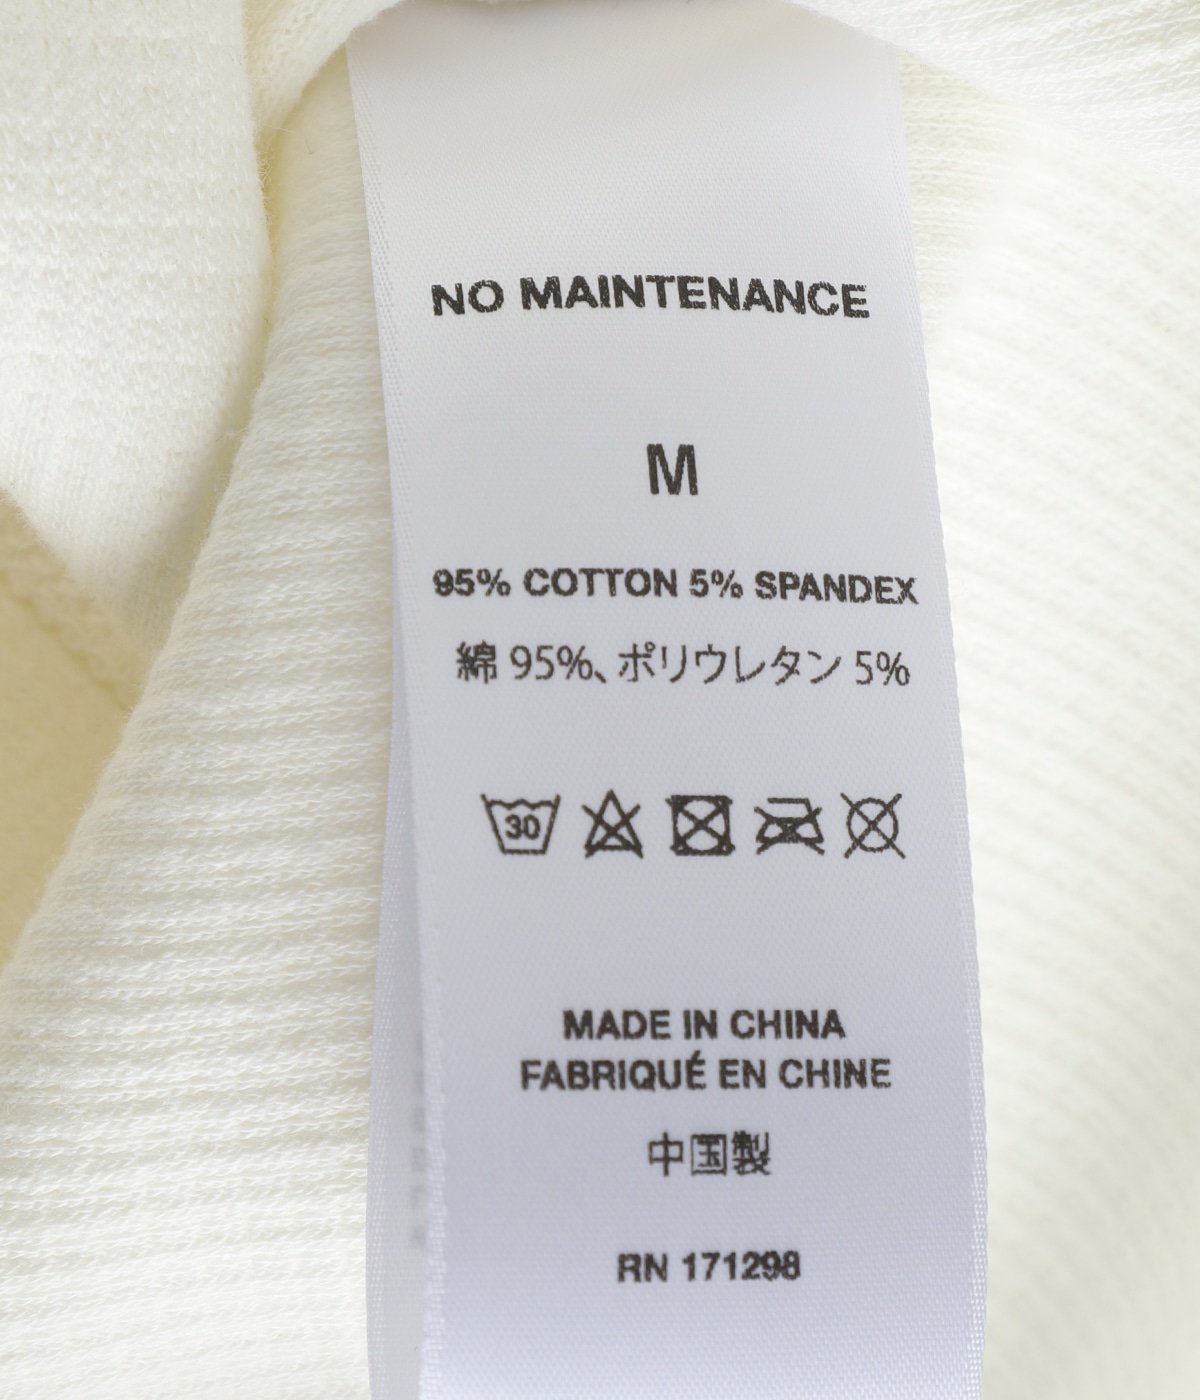 NO MAINTENANCE
M
95% COTTON 5% SPANDEX
綿 95%、ポリウレタン 5%
30
MADE IN CHINA
FABRIQUÉ EN CHINE
中国製
RN 171298